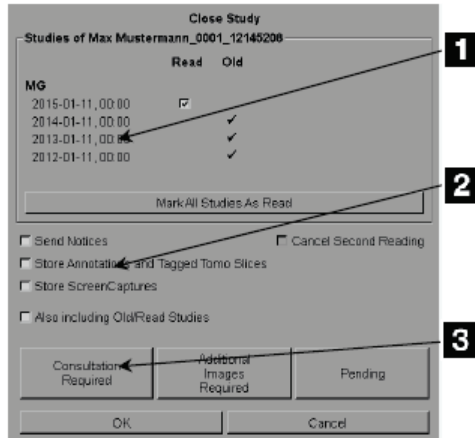 Close Study
Studies of Max Mustermann_0001_12145206
Read Old
MG
2015-01-11, 00:00
2014-01-11, 00:00
2013-01-11, 00:00
2012-01-11, 00:00
Mark All Studies As Read
Send Notices Cancel Second Reading
Store Annotations and Tagged Tomo Slices
Store ScreenCaptures
Also including Old/Read Studies
Consultation Required
Additional Images Required
Pending
OK Cancel
1
2
3